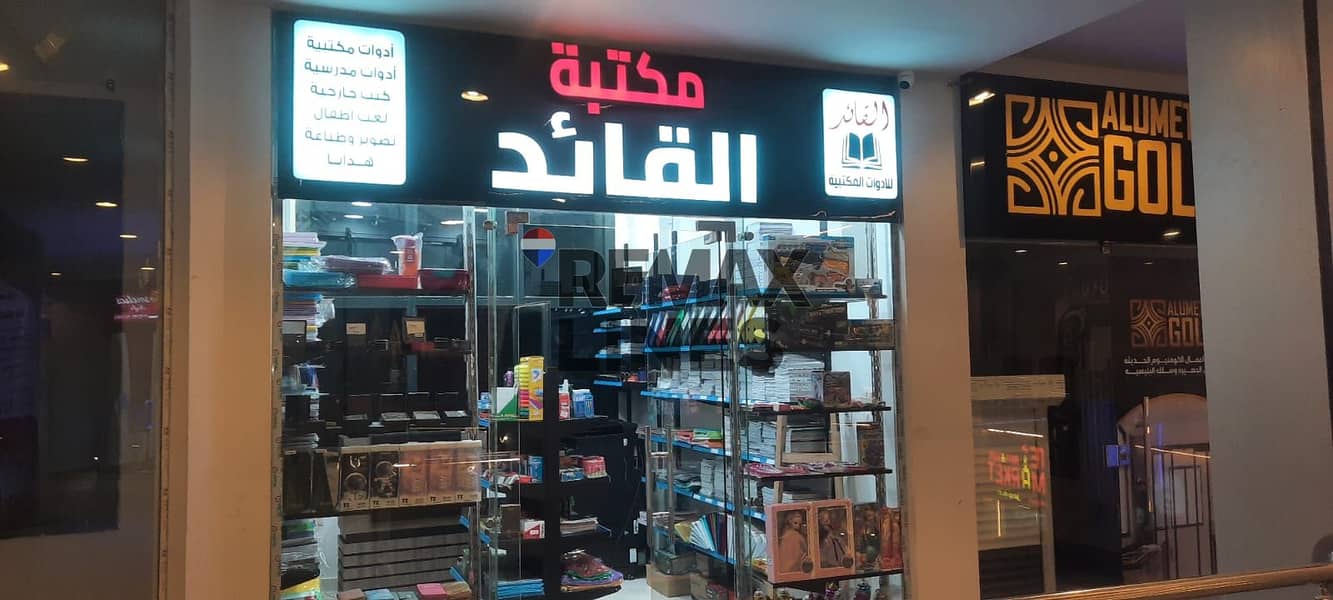 أدوات مكتبية
أدوات مدرسية
كتب خارجية
لعب اطفال
تصوير وطباعة
هدايا
مكتبة
القائد
القائد
للادوات المكتبية
ALUMET
GOL
REMAX
ALUMET
GOL